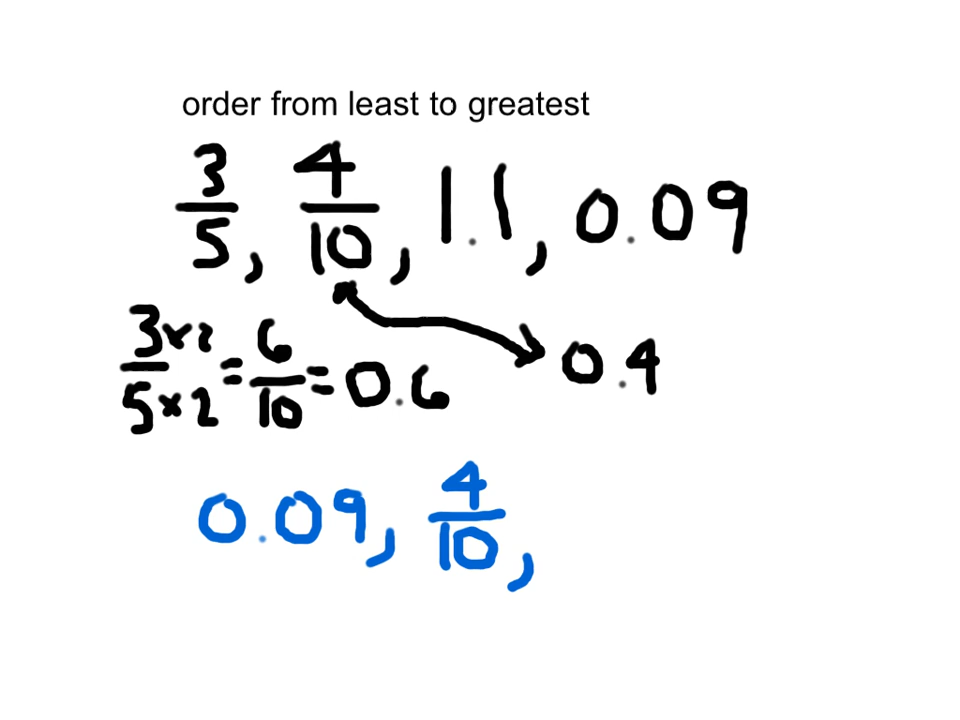 order from least to greatest
3/5, 4/10, 1.1, 0.09
3×2/5×2 = 6/10 = 0.6 0.4
0.09, 4/10,